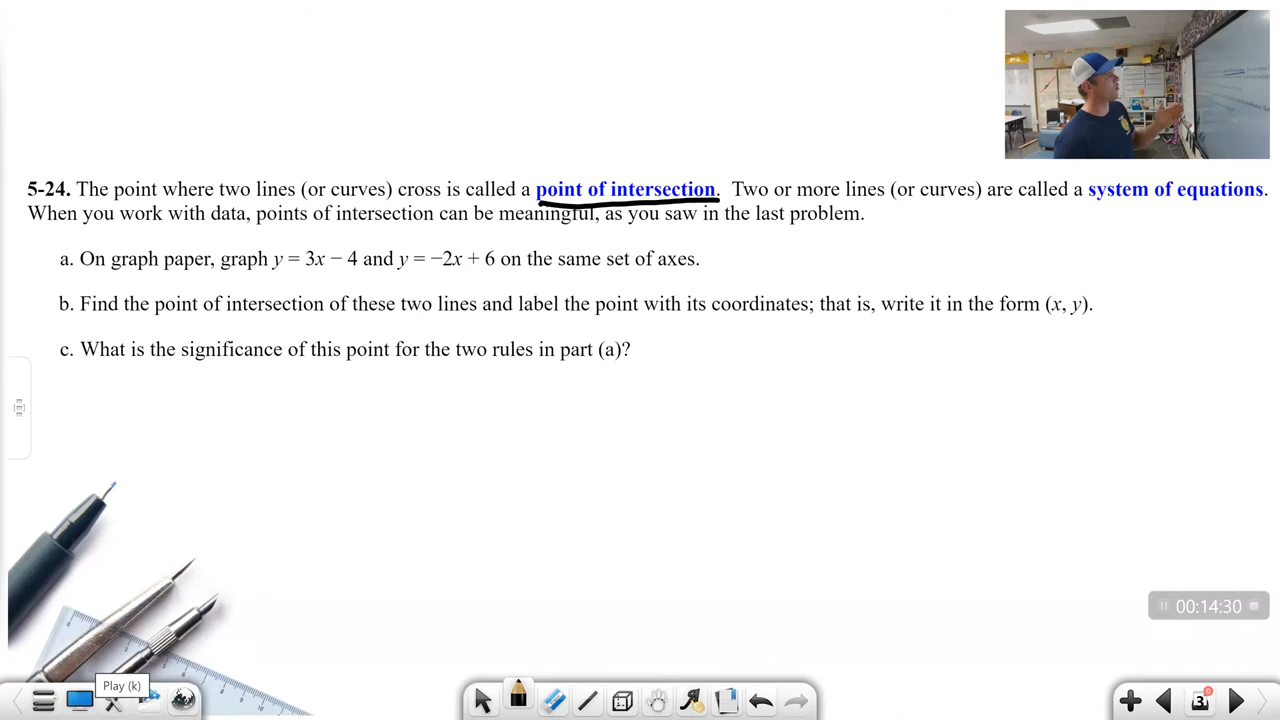 5-24. The point where two lines (or curves) cross is called a point of intersection. Two or more lines (or curves) are called a system of equations.
When you work with data, points of intersection can be meaningful, as you saw in the last problem.
a. On graph paper, graph y = 3x − 4 and y = −2x + 6 on the same set of axes.
b. Find the point of intersection of these two lines and label the point with its coordinates; that is, write it in the form (x, y).
c. What is the significance of this point for the two rules in part (a)?
00:14:30
Play (k)
3
0